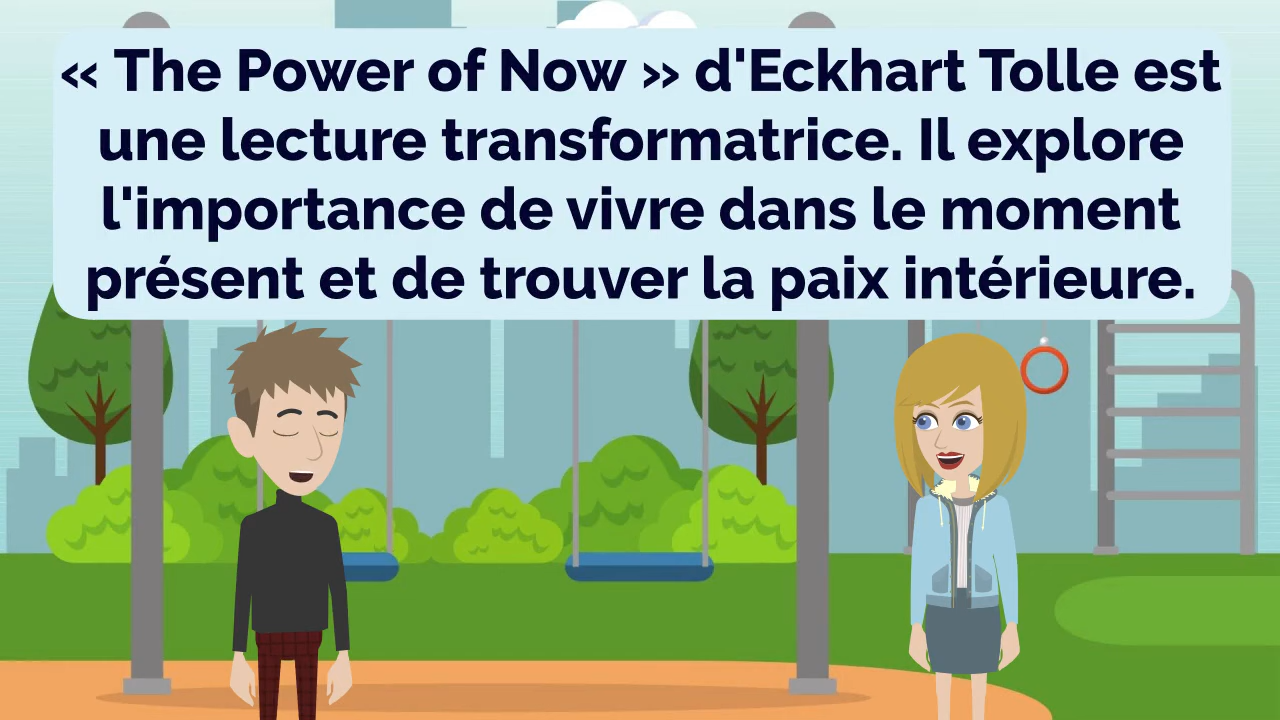 « The Power of Now » d'Eckhart Tolle est
une lecture transformatrice. Il explore
l'importance de vivre dans le moment
présent et de trouver la paix intérieure.